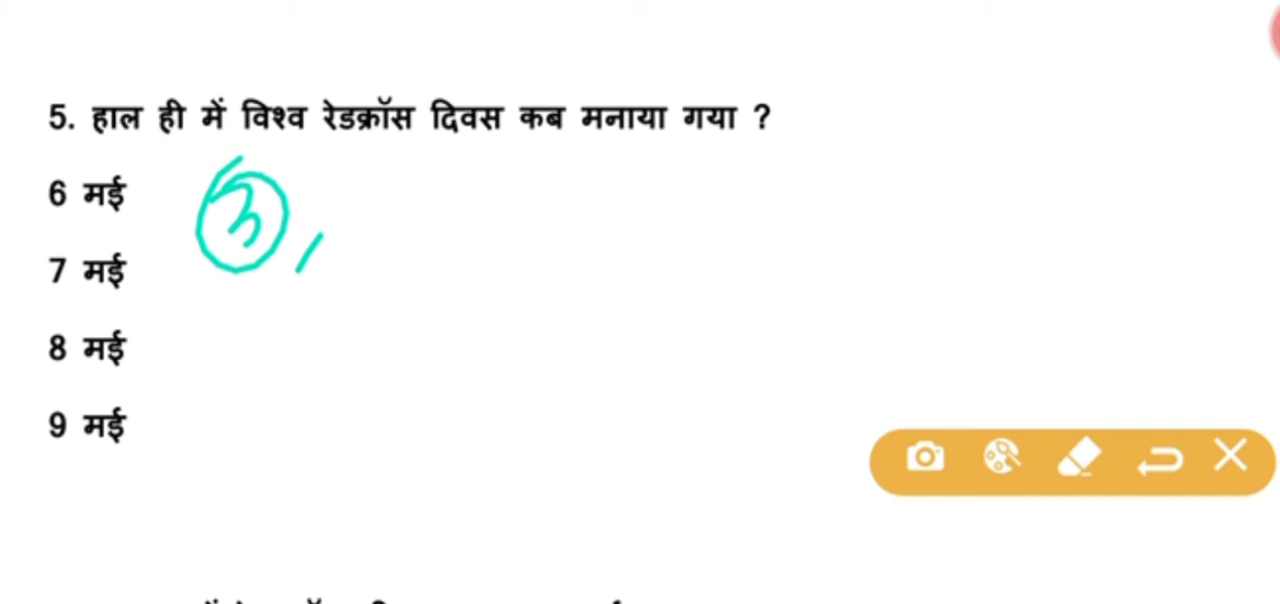 5. हाल ही में विश्व रेडक्रॉस दिवस कब मनाया गया ?
6 मई
3
7 मई
8 मई
9 मई